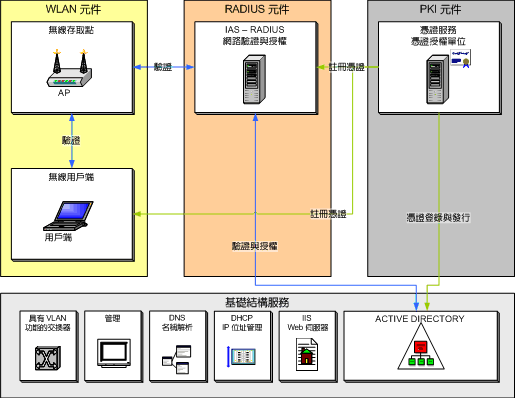 WLAN 元件
RADIUS 元件
PKI 元件
無線存取點
AP
驗證
IAS – RADIUS
網路驗證與授權
註冊憑證
憑證服務
憑證授權單位
驗證
無線用戶端
用戶端
註冊憑證
驗證與授權
憑證登錄與發行
基礎結構服務
具有 VLAN
功能的交換器
管理
DNS
名稱解析
DHCP
IP 位址管理
IIS
Web 伺服器
ACTIVE DIRECTORY